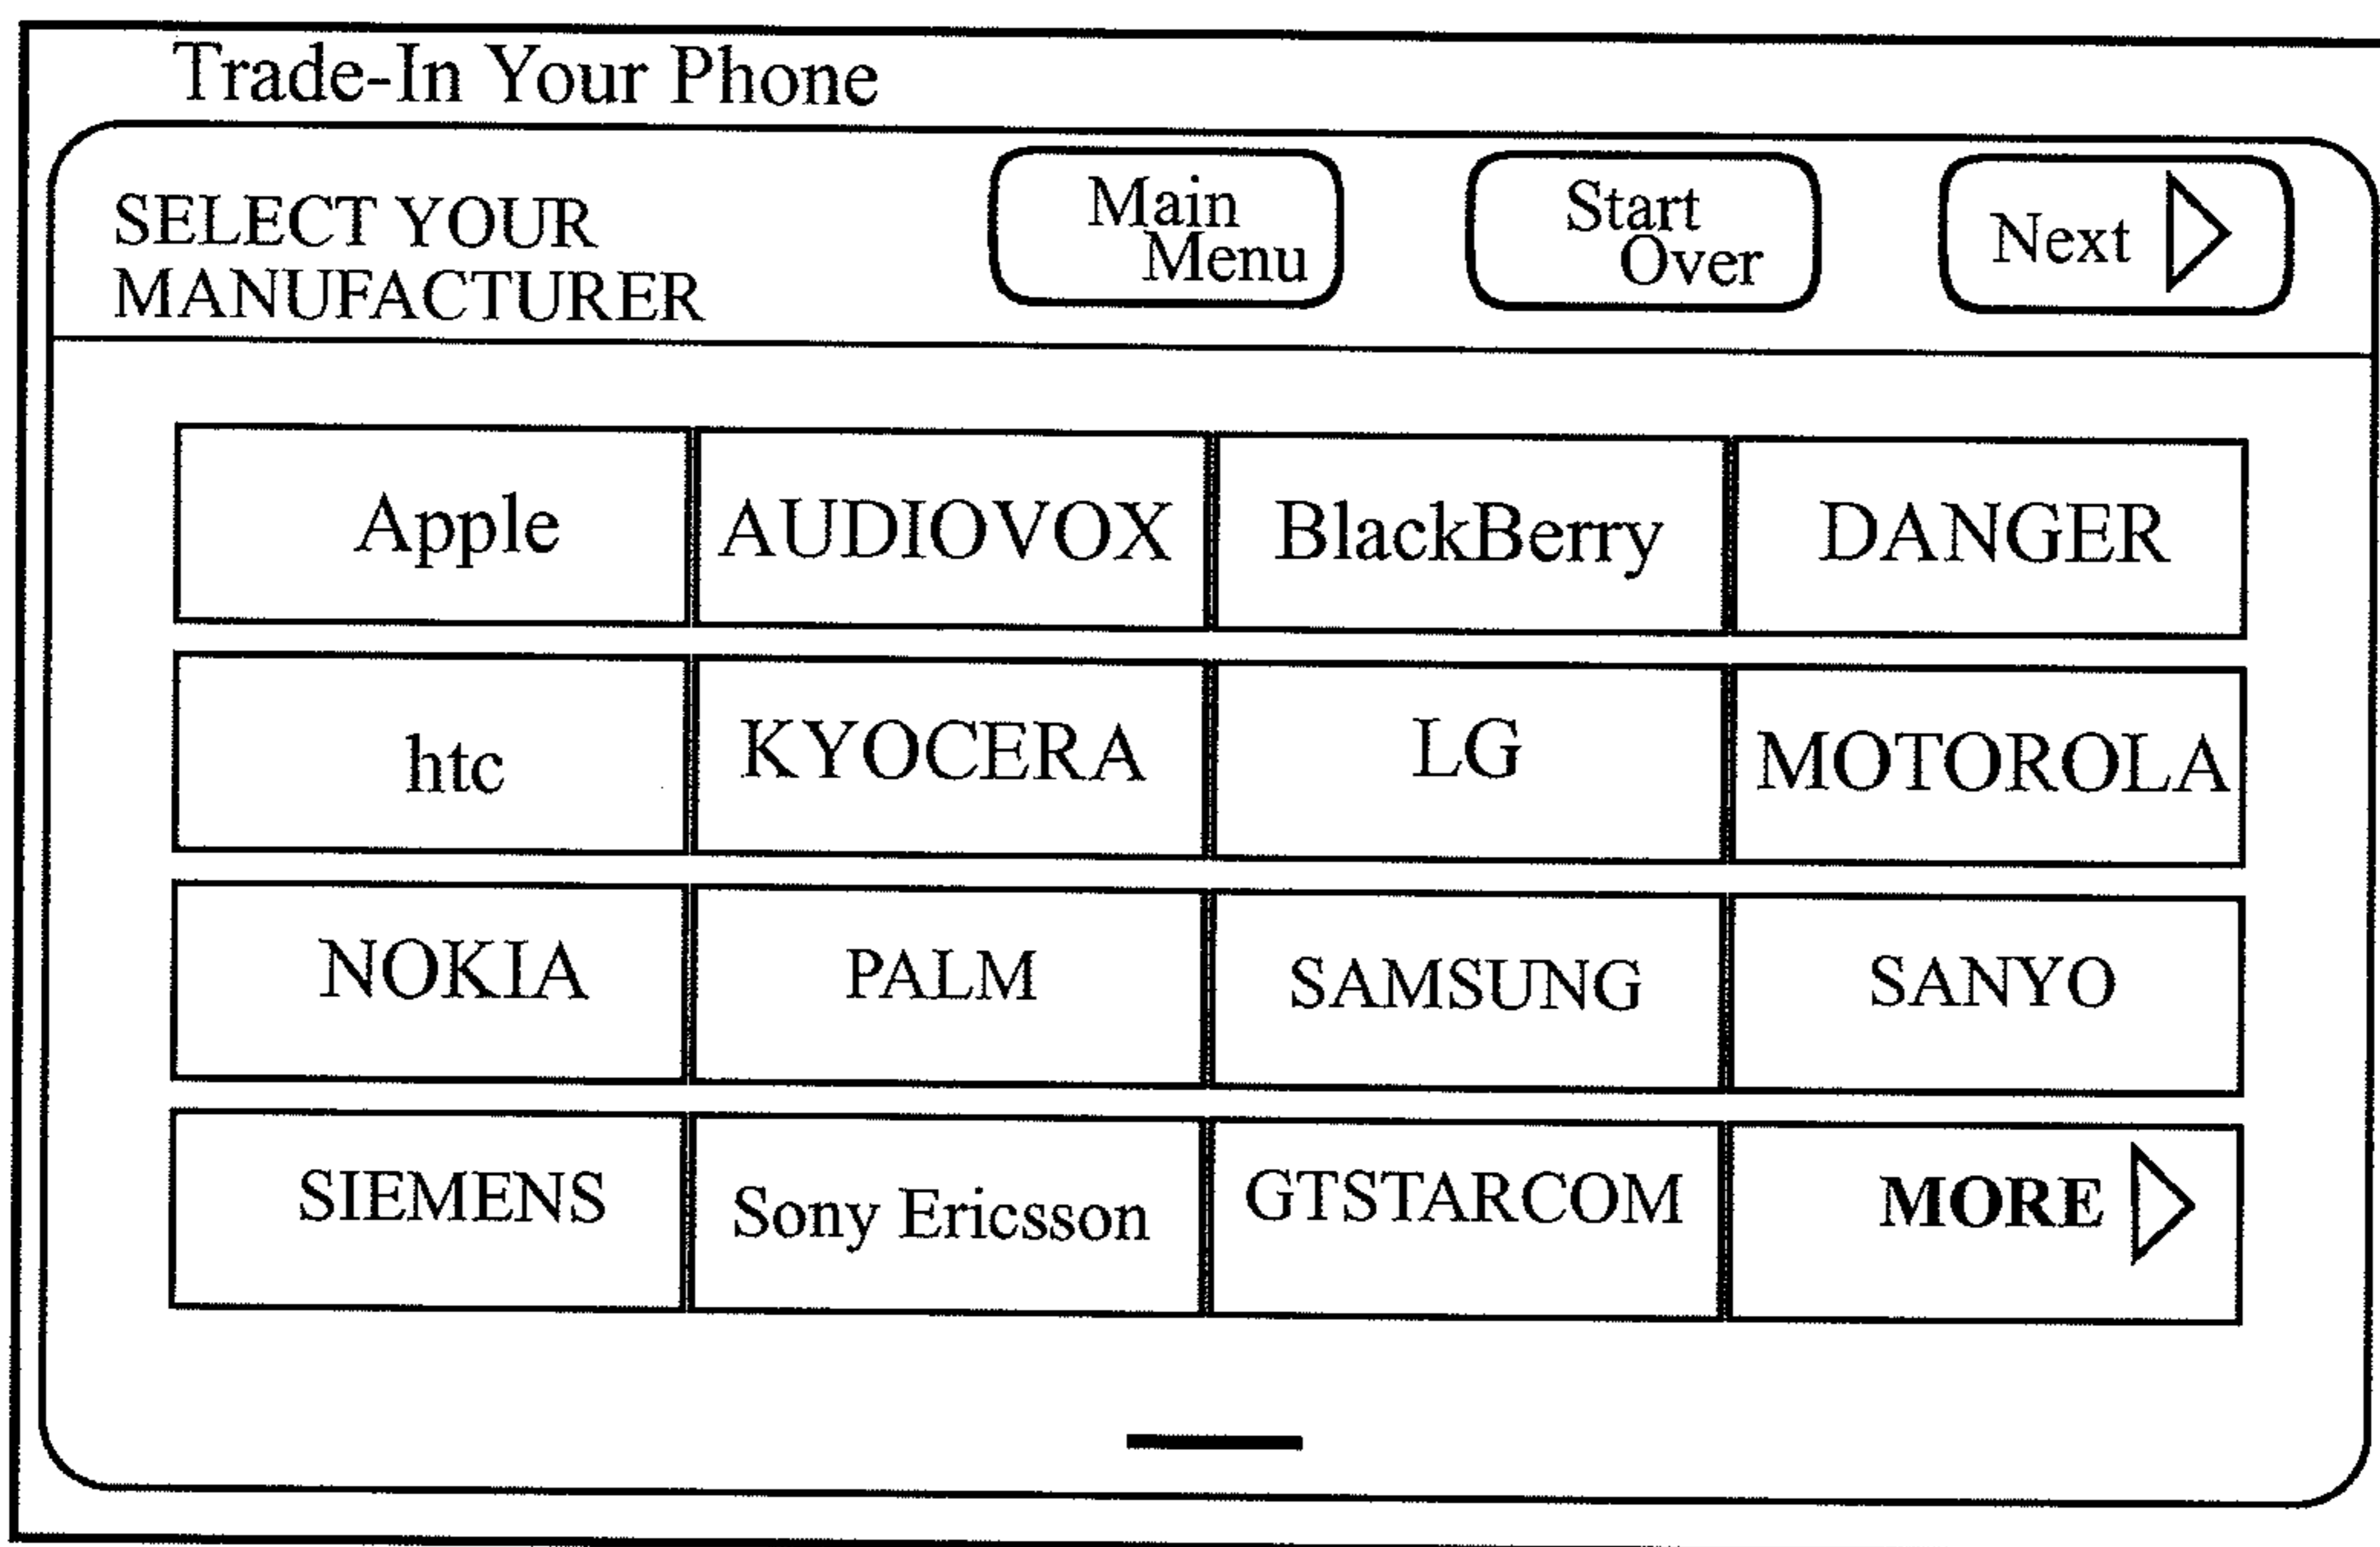 Trade-In Your Phone
SELECT YOUR
MANUFACTURER
Main
Menu
Start
Over
Next
Apple AUDIOVOX BlackBerry DANGER
htc KYOCERA LG MOTOROLA
NOKIA PALM SAMSUNG SANYO
SIEMENS Sony Ericsson GTSTARCOM MORE